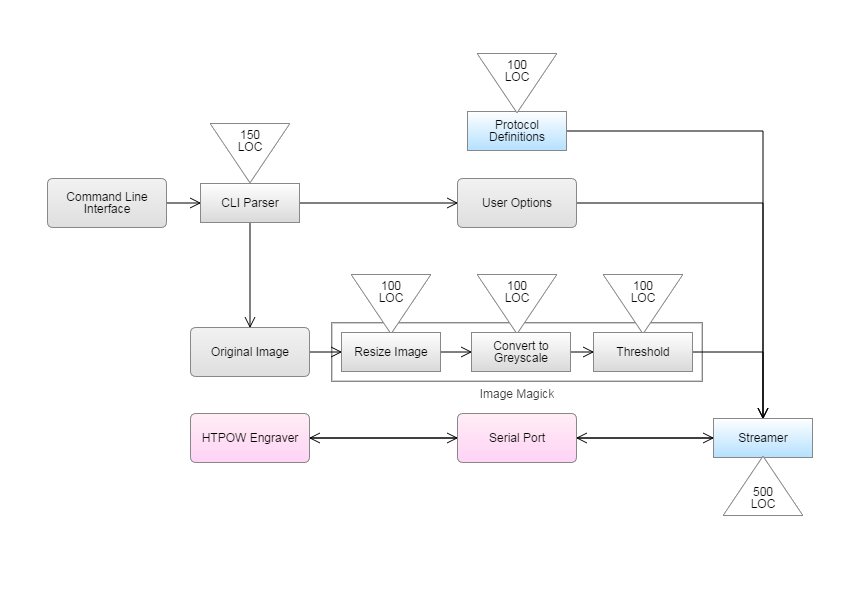 100
LOC
Protocol
Definitions
150
LOC
Command Line
Interface
CLI Parser
User Options
100
LOC
100
LOC
100
LOC
Original Image
Resize Image
Convert to
Greyscale
Threshold
Image Magick
HTPOW Engraver
Serial Port
Streamer
500
LOC